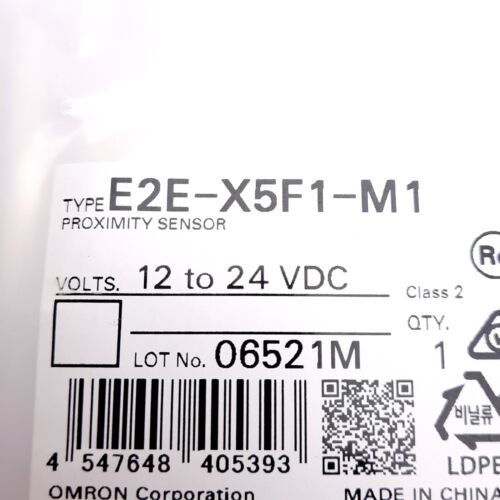 TYPE E2E-X5F1-M1
PROXIMITY SENSOR
VOLTS. 12 to 24 VDC
Class 2
QTY.
LOT No. 06521M 1
비닐류
4 547648 405393
LDPE
OMRON Corporation MADE IN CHINA